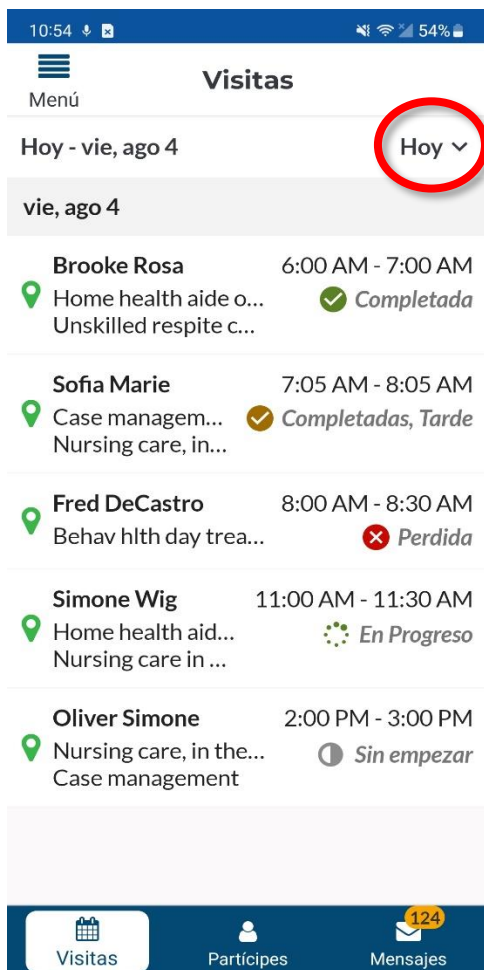 10:54 54%
Menú
Visitas
Hoy - vie, ago 4 Hoy
vie, ago 4
Brooke Rosa 6:00 AM - 7:00 AM
Home health aide o... Completada
Unskilled respite c...
Sofia Marie 7:05 AM - 8:05 AM
Case managem... Completadas, Tarde
Nursing care, in...
Fred DeCastro 8:00 AM - 8:30 AM
Behav hlth day trea... Perdida
Simone Wig 11:00 AM - 11:30 AM
Home health aid... En Progreso
Nursing care in ...
Oliver Simone 2:00 PM - 3:00 PM
Nursing care, in the... Sin empezar
Case management
124
Visitas Partícipes Mensajes